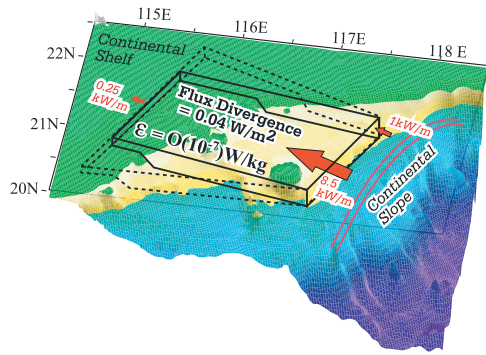 115E
116E
117E
118 E
22N
21N
20N
Continental
Shelf
0.25
kW/m
Flux Divergence
= 0.04 W/m2
Ɛ = O(10⁻⁷)W/kg
1kW/m
8.5
kW/m
Continental
Slope